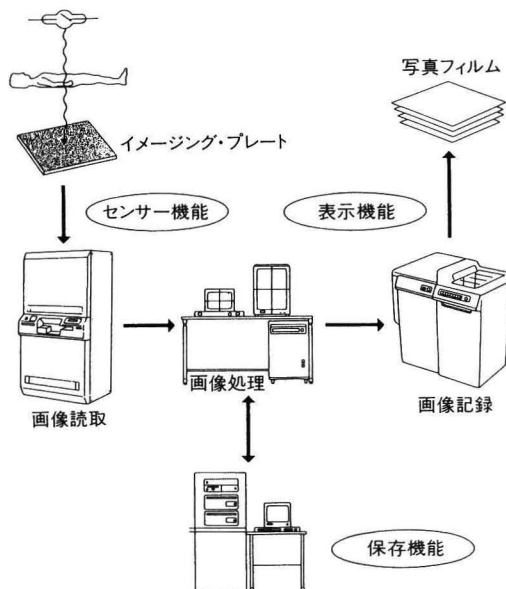 写真フィルム
イメージング・プレート
センサー機能
表示機能
画像処理
画像読取
画像記録
保存機能